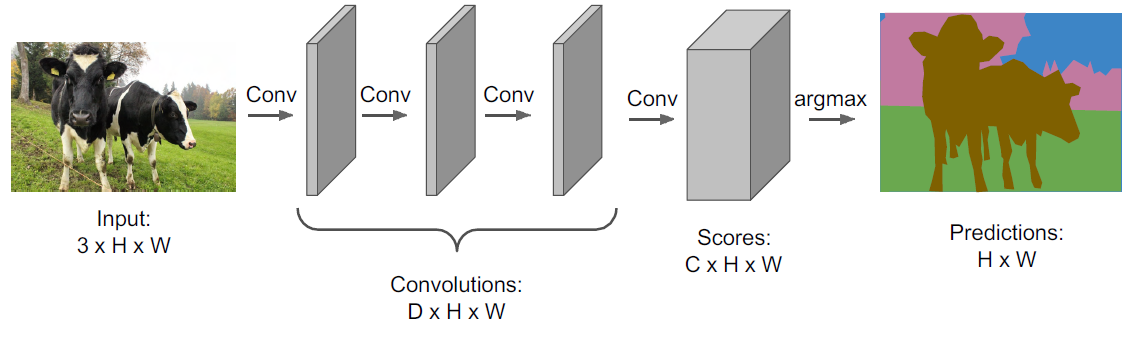 Conv
Conv
Conv
Conv
argmax
Input:
3 x H x W
Convolutions:
D x H x W
Scores:
C x H x W
Predictions:
H x W